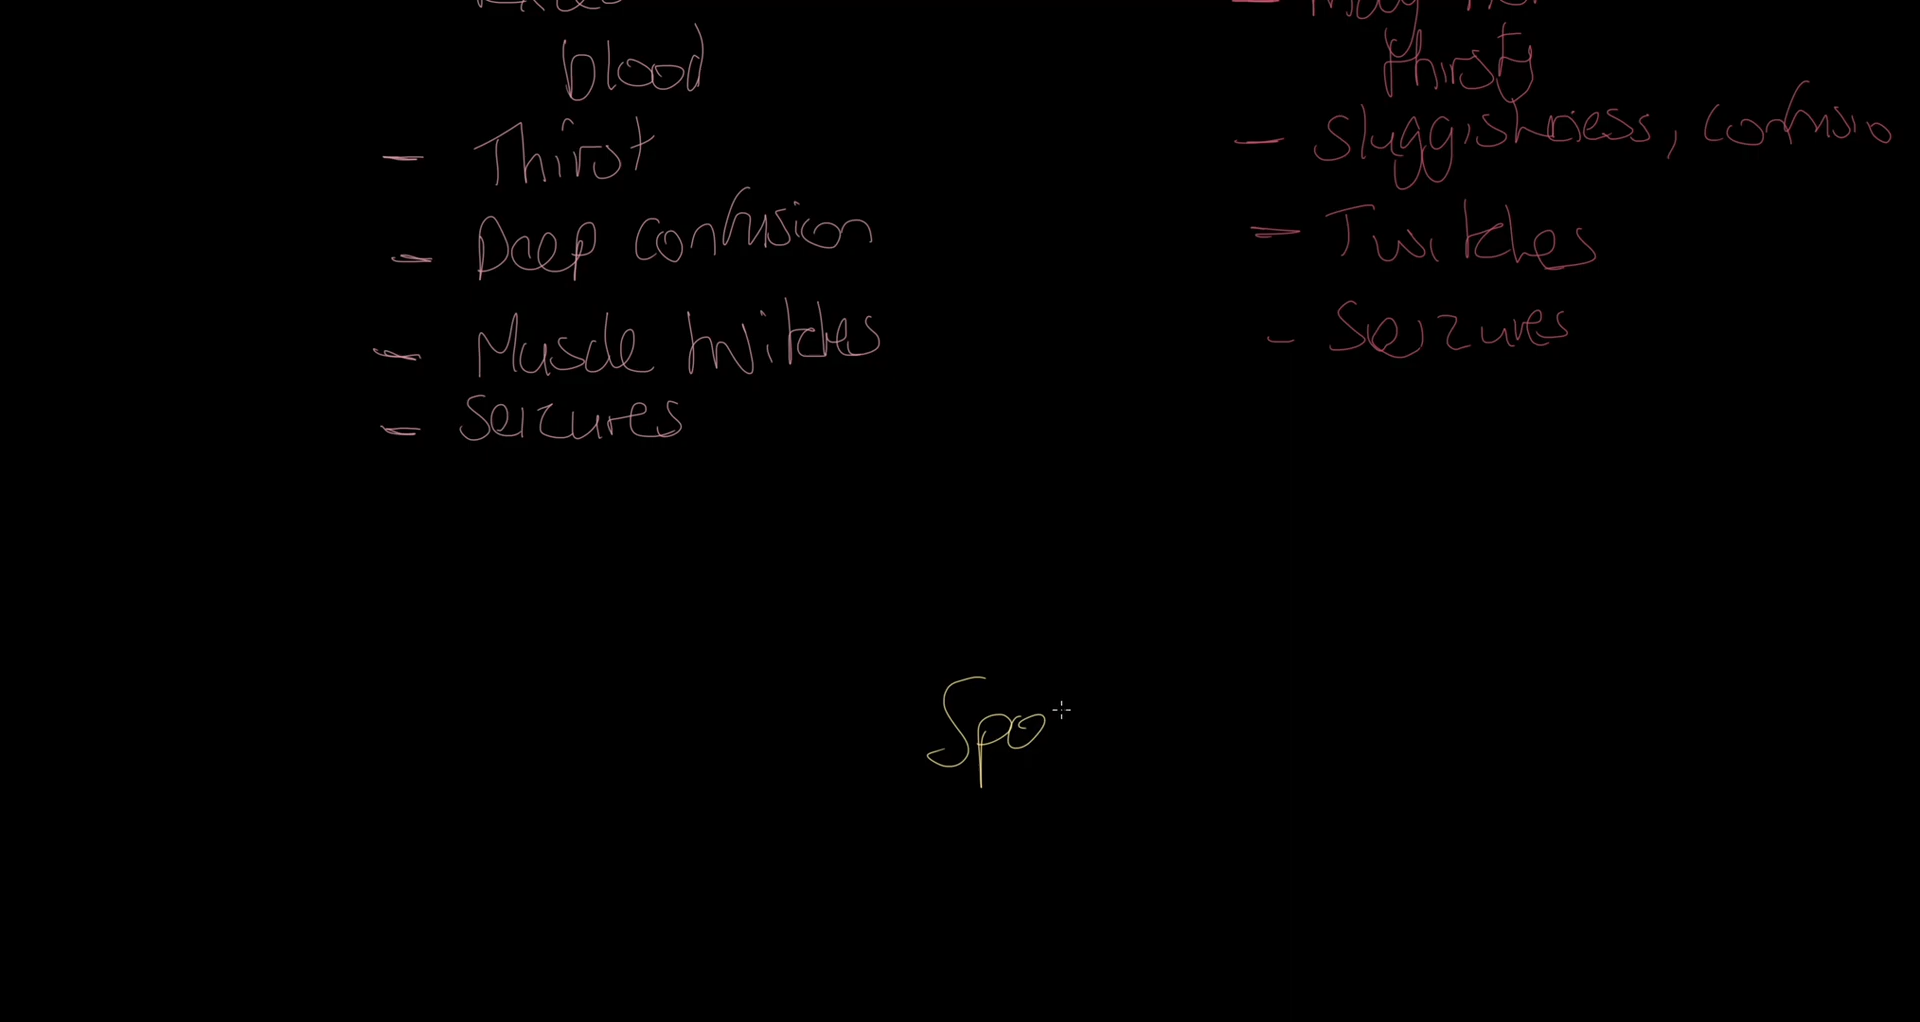 blood
- Thirst
- Deep confusion
- Muscle twitches
- Seizures
thirsty
- Sluggishness, confusio
- Twitches
- Seizures
Spo